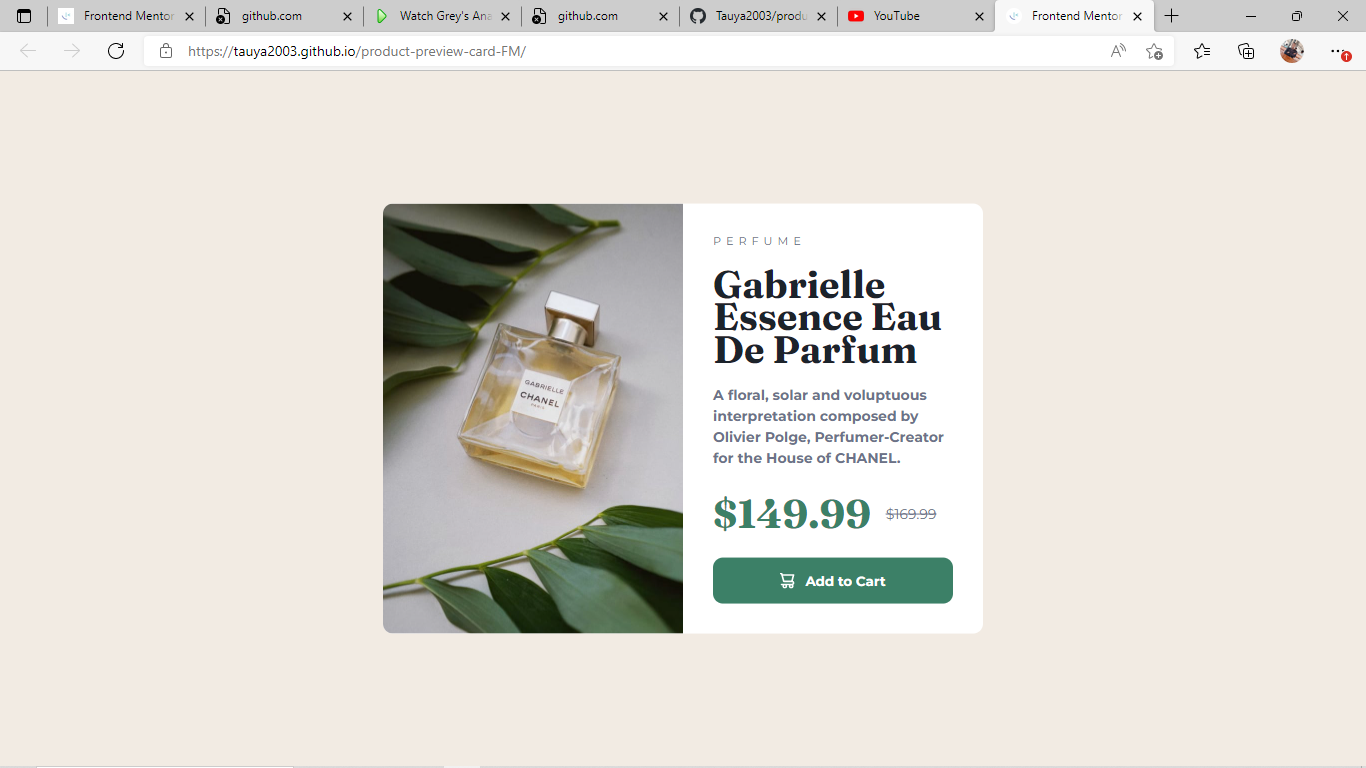 Frontend Mentor
github.com
Watch Grey's Ana
github.com
Tauya2003/produ
YouTube
Frontend Mentor
https://tauya2003.github.io/product-preview-card-FM/
PERFUME
Gabrielle
Essence Eau
De Parfum
GABRIELLE
CHANEL
PARIS
A floral, solar and voluptuous
interpretation composed by
Olivier Polge, Perfumer-Creator
for the House of CHANEL.
$149.99 $169.99
Add to Cart